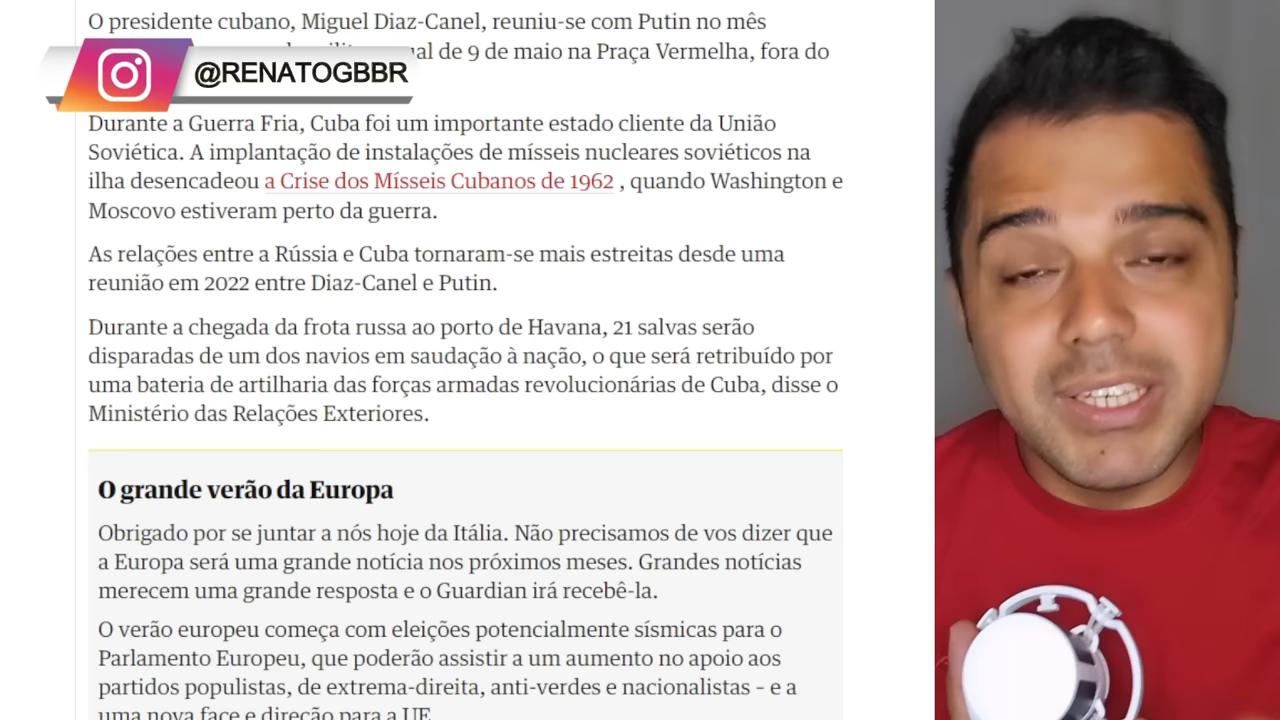 O presidente cubano, Miguel Diaz-Canel, reuniu-se com Putin no mês
ual de 9 de maio na Praça Vermelha, fora do
@RENATOGBBR
Durante a Guerra Fria, Cuba foi um importante estado cliente da União
Soviética. A implantação de instalações de mísseis nucleares soviéticos na
ilha desencadeou a Crise dos Mísseis Cubanos de 1962 , quando Washington e
Moscovo estiveram perto da guerra.
As relações entre a Rússia e Cuba tornaram-se mais estreitas desde uma
reunião em 2022 entre Diaz-Canel e Putin.
Durante a chegada da frota russa ao porto de Havana, 21 salvas serão
disparadas de um dos navios em saudação à nação, o que será retribuído por
uma bateria de artilharia das forças armadas revolucionárias de Cuba, disse o
Ministério das Relações Exteriores.
O grande verão da Europa
Obrigado por se juntar a nós hoje da Itália. Não precisamos de vos dizer que
a Europa será uma grande notícia nos próximos meses. Grandes notícias
merecem uma grande resposta e o Guardian irá recebê-la.
O verão europeu começa com eleições potencialmente sísmicas para o
Parlamento Europeu, que poderão assistir a um aumento no apoio aos
partidos populistas, de extrema-direita, anti-verdes e nacionalistas – e a
uma nova face e direção para a UE